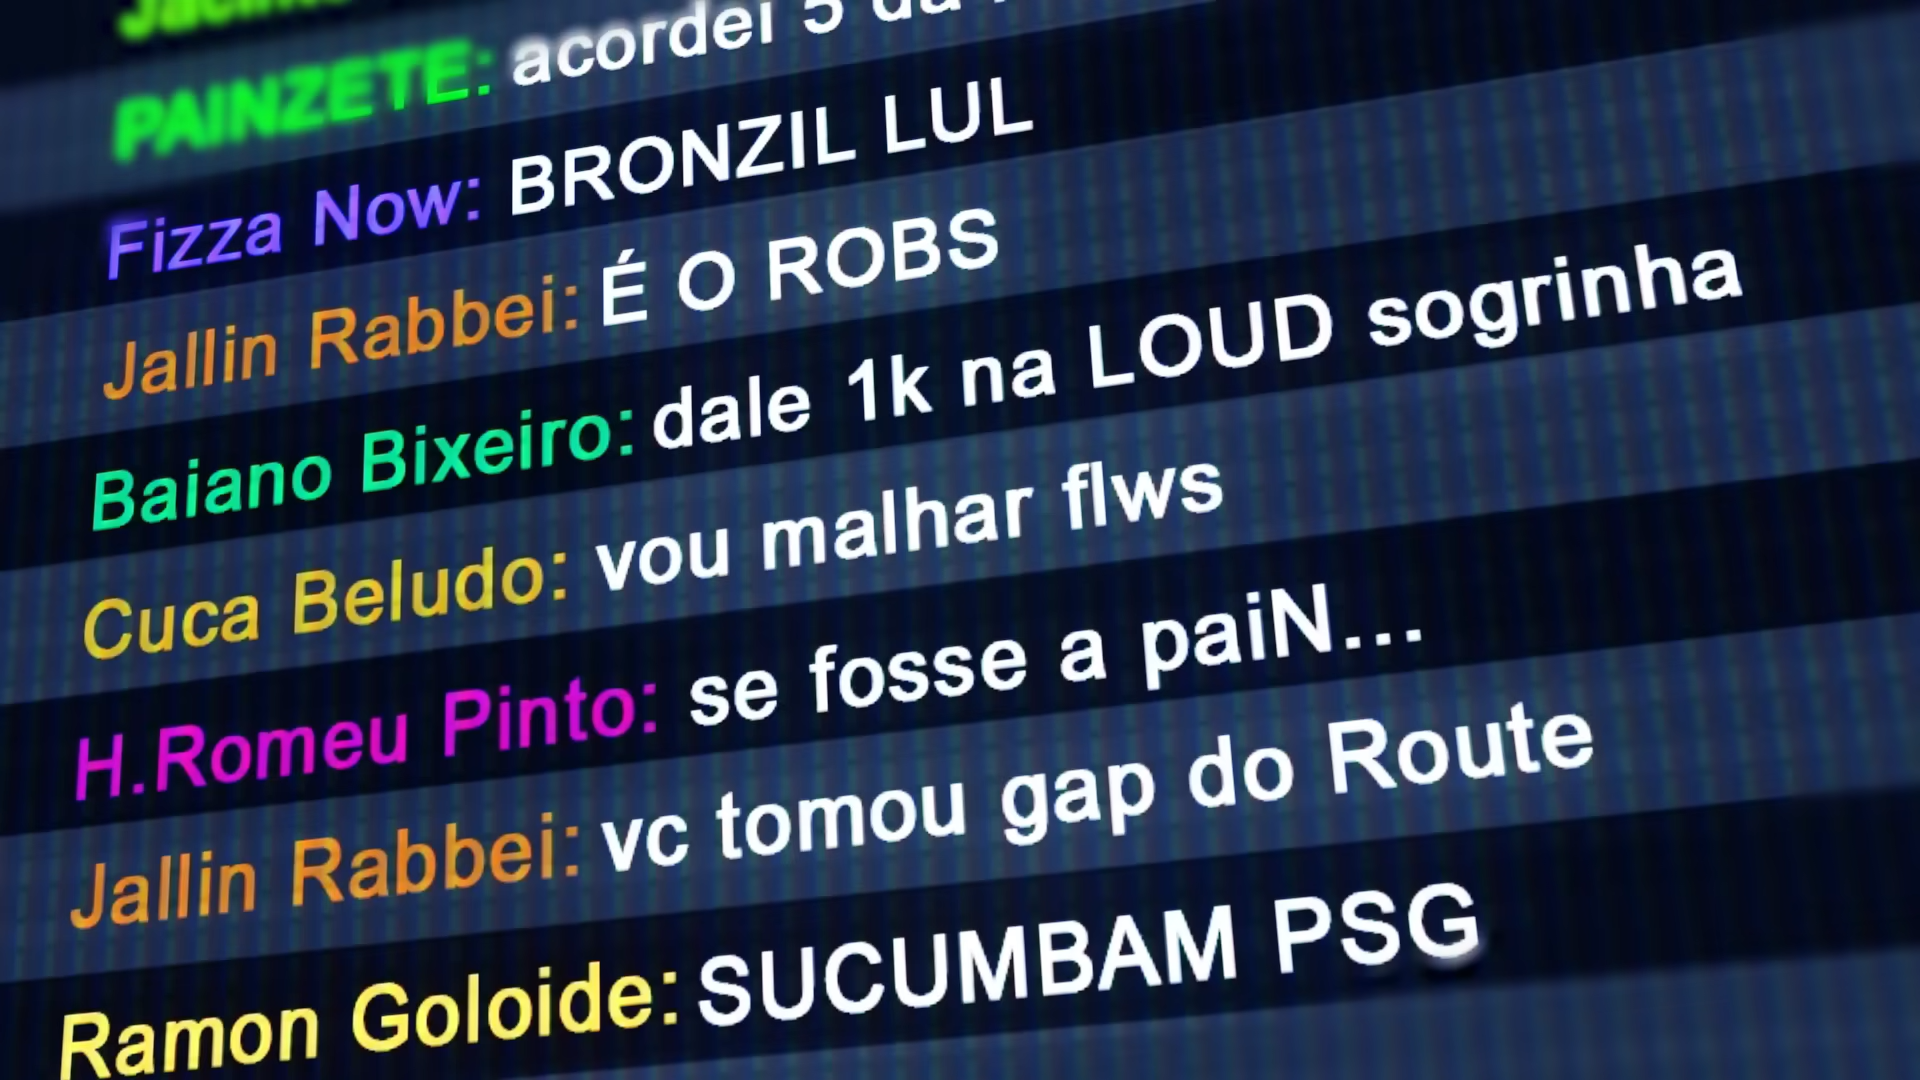 PAINZETE: acordei 5 da
Fizza Now: BRONZIL LUL
Jallin Rabbei: É O ROBS
Baiano Bixeiro: dale 1k na LOUD sogrinha
Cuca Beludo: vou malhar flws
H.Romeu Pinto: se fosse a paiN...
Jallin Rabbei: vc tomou gap do Route
Ramon Goloide: SUCUMBAM PSG